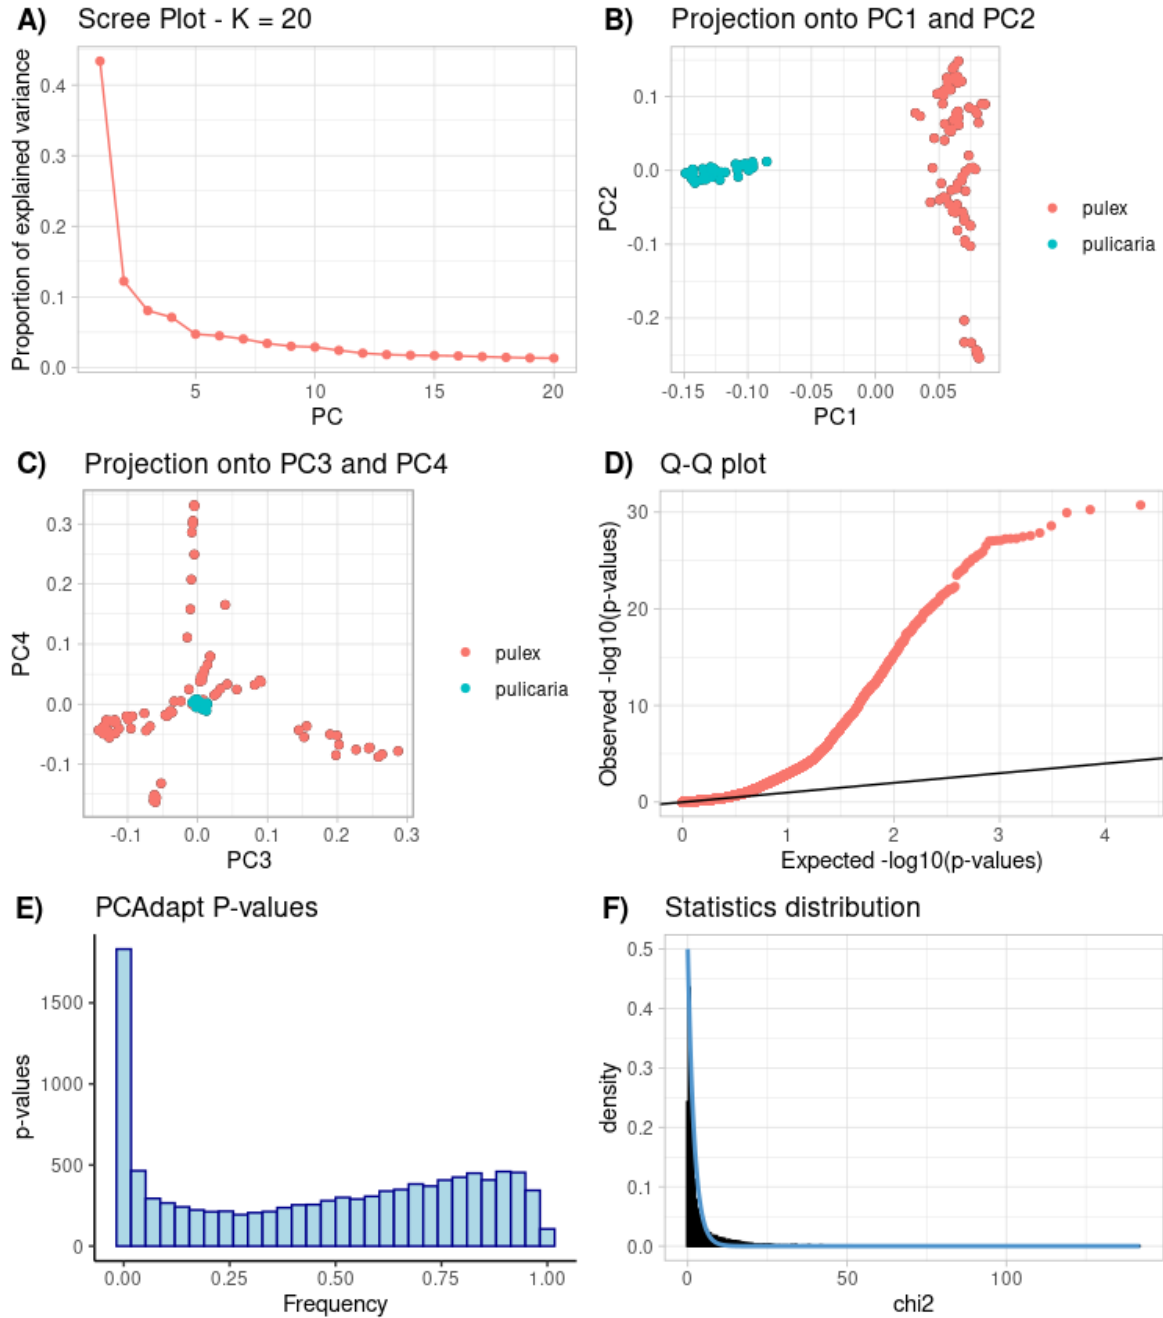 A) Scree Plot - K = 20
Proportion of explained variance
0.4
0.3
0.2
0.1
0.0
5 10 15 20
PC
B) Projection onto PC1 and PC2
PC2
0.1
0.0
-0.1
-0.2
-0.15 -0.10 -0.05 0.00 0.05
PC1
pulex
pulicaria
C) Projection onto PC3 and PC4
PC4
0.3
0.2
0.1
0.0
-0.1
-0.1 0.0 0.1 0.2 0.3
PC3
pulex
pulicaria
D) Q-Q plot
Observed -log10(p-values)
30
20
10
0
0 1 2 3 4
Expected -log10(p-values)
E) PCAdapt P-values
p-values
1500
1000
500
0
0.00 0.25 0.50 0.75 1.00
Frequency
F) Statistics distribution
density
0.5
0.4
0.3
0.2
0.1
0.0
0 50 100
chi2